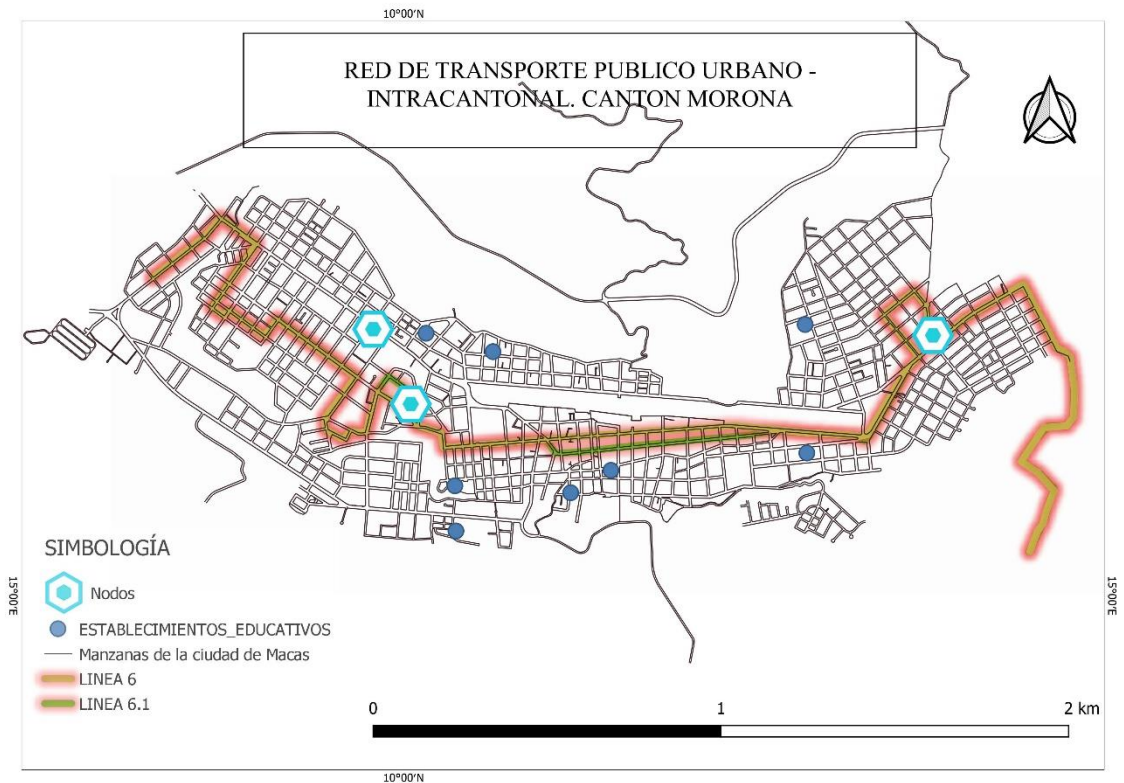 10°00′N
RED DE TRANSPORTE PUBLICO URBANO -
INTRACANTONAL. CANTON MORONA
SIMBOLOGÍA
Nodos
ESTABLECIMIENTOS_EDUCATIVOS
Manzanas de la ciudad de Macas
LINEA 6
LINEA 6.1
15°00′E
15°00′E
0
1
2 km
10°00′N